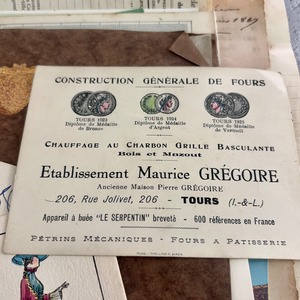 1869
CONSTRUCTION GÉNÉRALE DE FOURS
TOURS 1923
Diplôme de Médaille
de Bronze
TOURS 1924
Diplôme de Médaille
d'Argent
TOURS 1925
Diplôme de Médaille
de Vermeil
CHAUFFAGE AU CHARBON GRILLE BASCULANTE
Bois et Mazout
Etablissement Maurice GRÉGOIRE
Ancienne Maison Pierre GRÉGOIRE
206, Rue Jolivet, 206 - TOURS (I.-&-L.)
Appareil à buée "LE SERPENTIN" breveté - 600 références en France
PÉTRINS MÉCANIQUES - FOURS A PATISSERIE